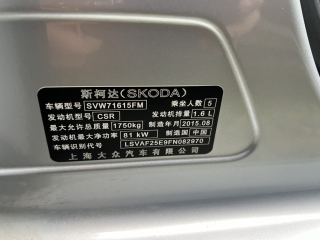 斯柯达(SKODA)
车辆型号 SVW71615FM 乘坐人数 5
发动机型号 CSR 发动机排量 1.6 L
最大允许总质量 1750kg 制造年月 2015.08
发动机最大净功率 81 kW 制造国 中国
车辆识别代号 LSVAF25E9FN082970
上海大众汽车有限公司